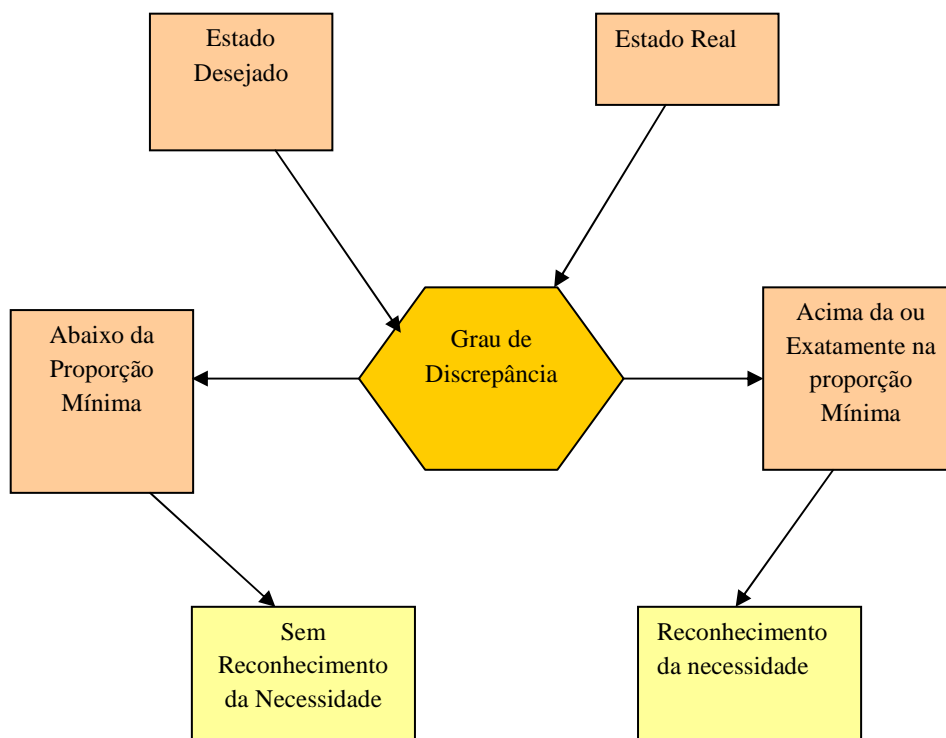 Estado
Desejado
Estado Real
Grau de
Discrepância
Abaixo da
Proporção
Mínima
Acima da ou
Exatamente na
proporção
Mínima
Sem
Reconhecimento
da Necessidade
Reconhecimento
da necessidade